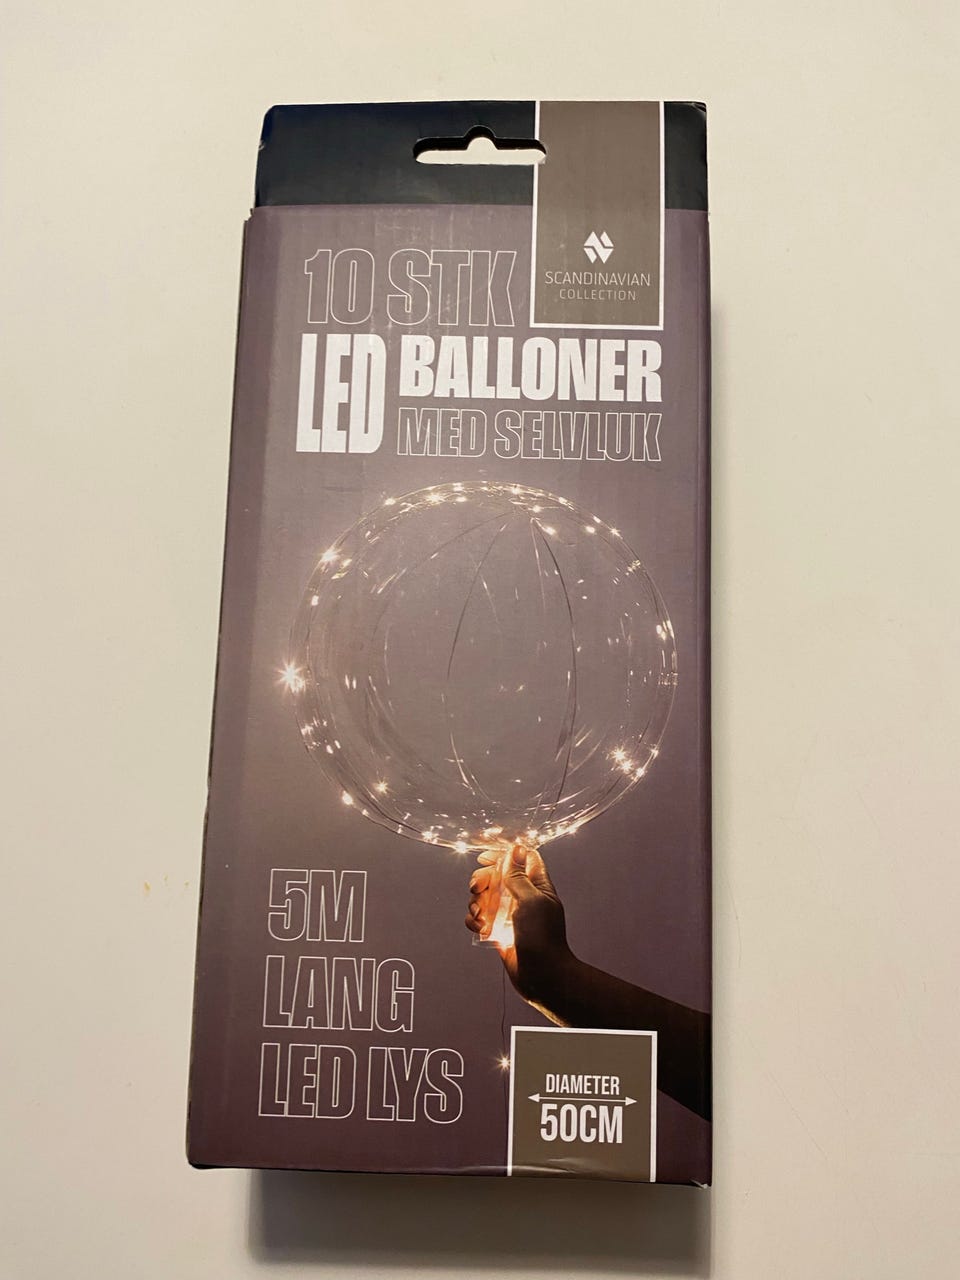 SCANDINAVIAN
COLLECTION
10 STK
LED BALLONER
MED SELVLUK
5M
LANG
LED LYS
DIAMETER
50CM